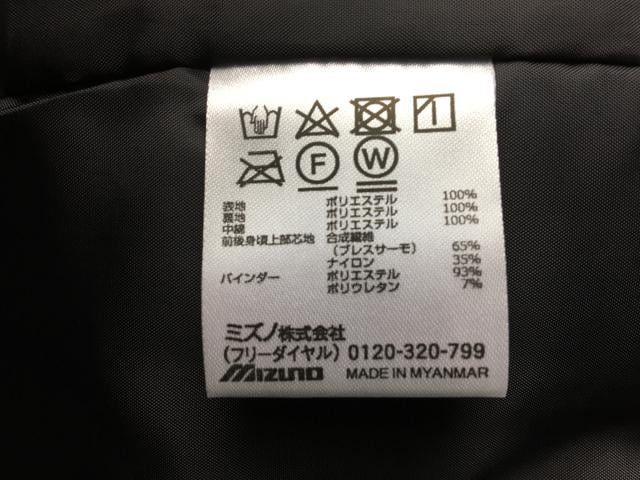 F W
表地 ポリエステル 100%
裏地 ポリエステル 100%
中綿 ポリエステル 100%
前後身頃上部芯地 合成繊維
(ブレスサーモ) 65%
ナイロン 35%
バインダー ポリエステル 93%
ポリウレタン 7%
ミズノ株式会社
(フリーダイヤル) 0120-320-799
MIZUNO MADE IN MYANMAR